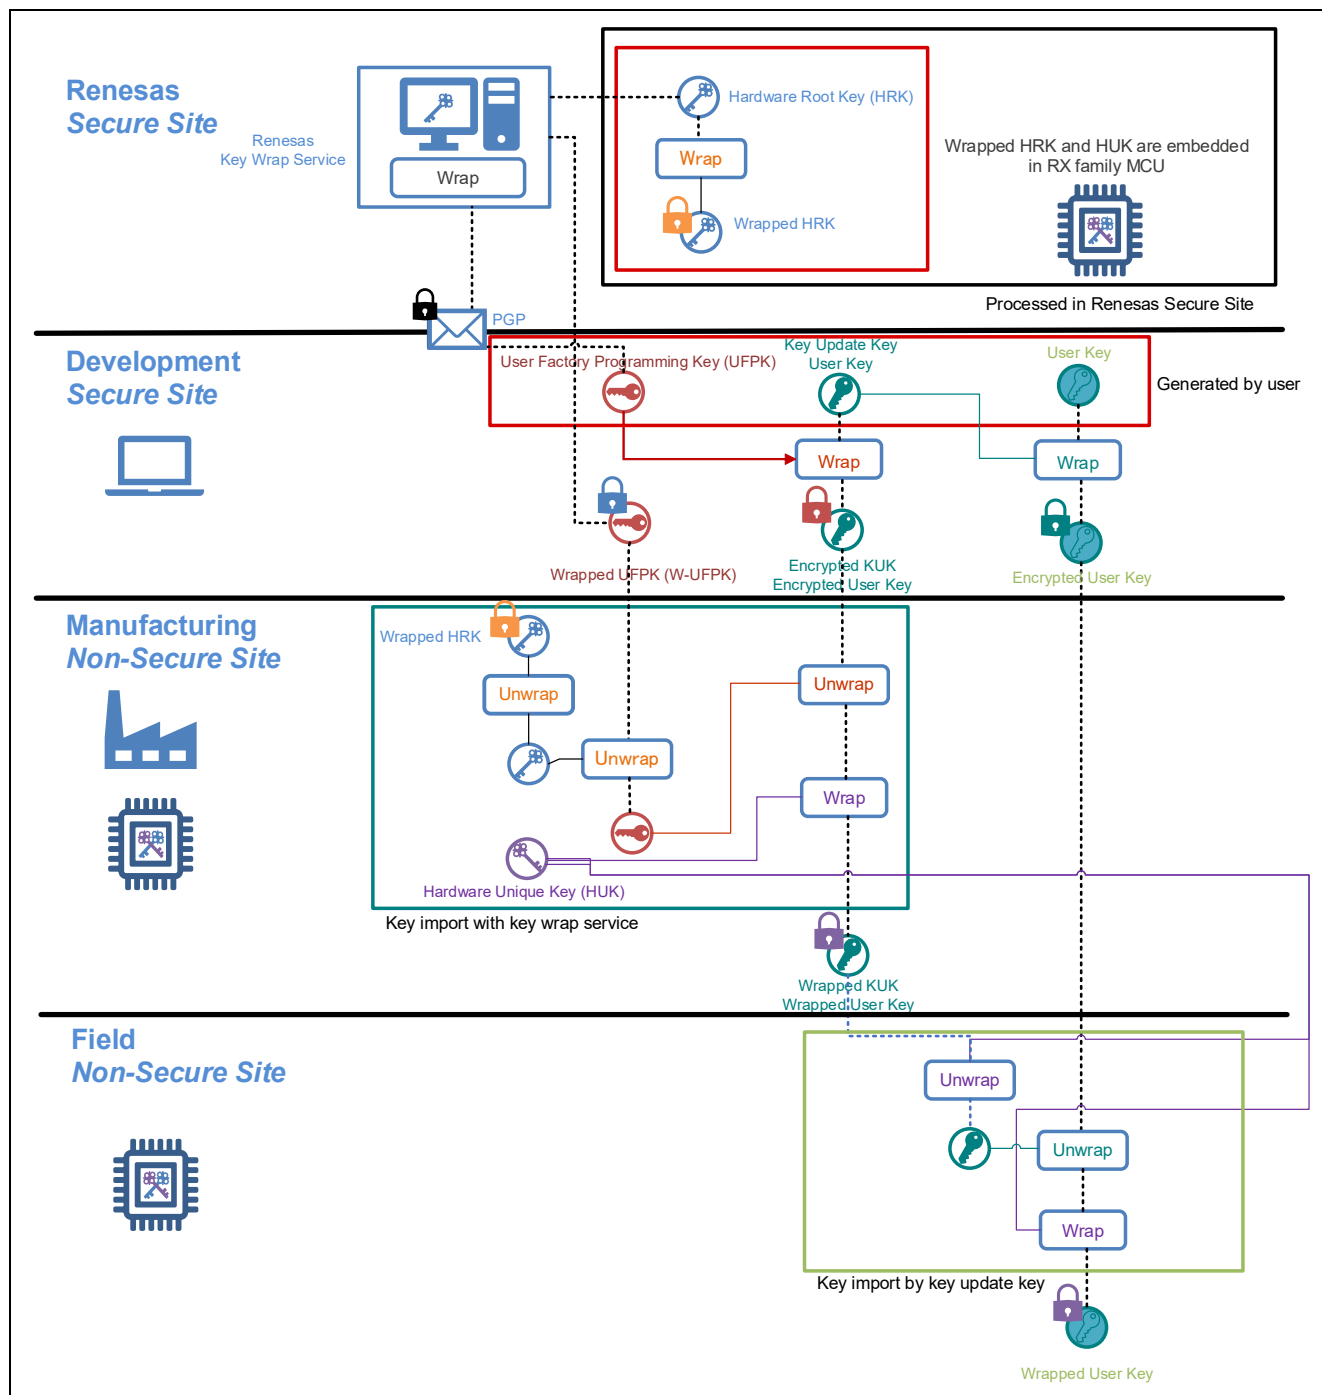 Renesas
Secure Site
Renesas
Key Wrap Service
Wrap
Hardware Root Key (HRK)
Wrap
Wrapped HRK
Wrapped HRK and HUK are embedded
in RX family MCU
Processed in Renesas Secure Site
PGP
Development
Secure Site
User Factory Programming Key (UFPK)
Key Update Key
User Key
User Key
Generated by user
Wrap
Wrap
Wrapped UFPK (W-UFPK)
Encrypted KUK
Encrypted User Key
Encrypted User Key
Manufacturing
Non-Secure Site
Wrapped HRK
Unwrap
Unwrap
Unwrap
Wrap
Hardware Unique Key (HUK)
Key import with key wrap service
Wrapped KUK
Wrapped User Key
Field
Non-Secure Site
Unwrap
Unwrap
Wrap
Key import by key update key
Wrapped User Key